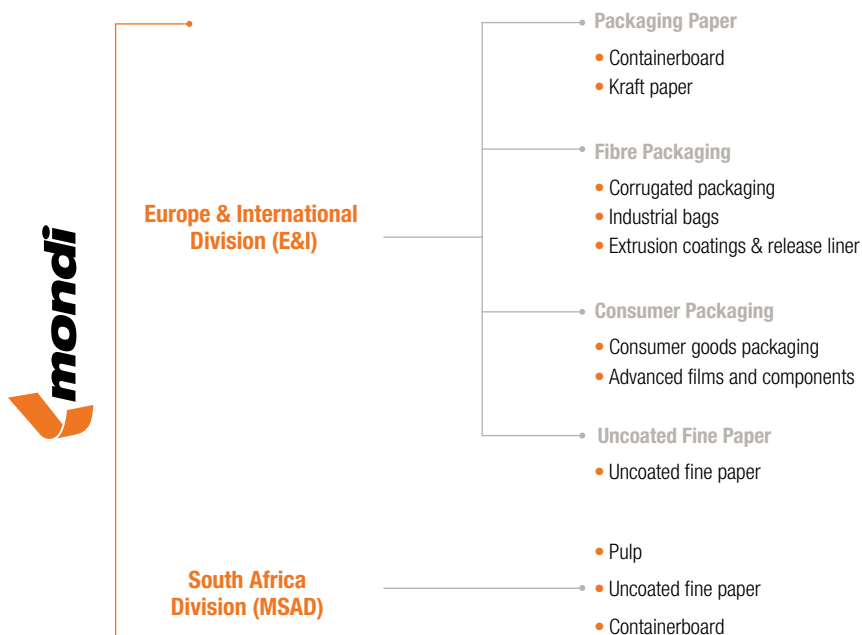 mondi
Europe & International
Division (E&I)
Packaging Paper
• Containerboard
• Kraft paper
Fibre Packaging
• Corrugated packaging
• Industrial bags
• Extrusion coatings & release liner
Consumer Packaging
• Consumer goods packaging
• Advanced films and components
Uncoated Fine Paper
• Uncoated fine paper
South Africa
Division (MSAD)
• Pulp
• Uncoated fine paper
• Containerboard